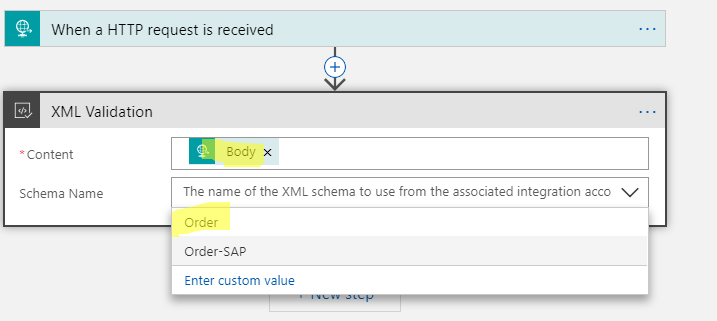 When a HTTP request is received
...
XML Validation
...
*Content
Body ×
Schema Name
The name of the XML schema to use from the associated integration acco
Order
Order-SAP
Enter custom value
+ New step